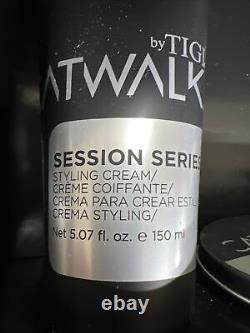 by TIGI
ATWALK
SESSION SERIES
STYLING CREAM/
CRÈME COIFFANTE/
CREMA PARA CREAR ESTIL
CREMA STYLING/
Net 5.07 fl. oz. e 150 ml